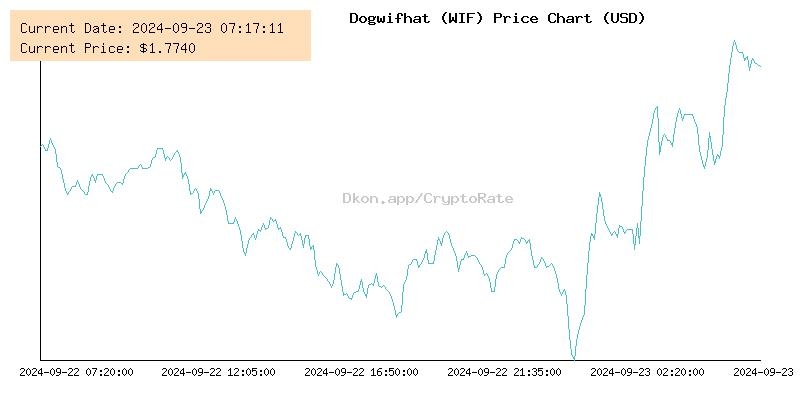 Dogwifhat (WIF) Price Chart (USD)
Current Date: 2024-09-23 07:17:11
Current Price: $1.7740
Dkon.app/CryptoRate
2024-09-22 07:20:00
2024-09-22 12:05:00
2024-09-22 16:50:00
2024-09-22 21:35:00
2024-09-23 02:20:00
2024-09-23